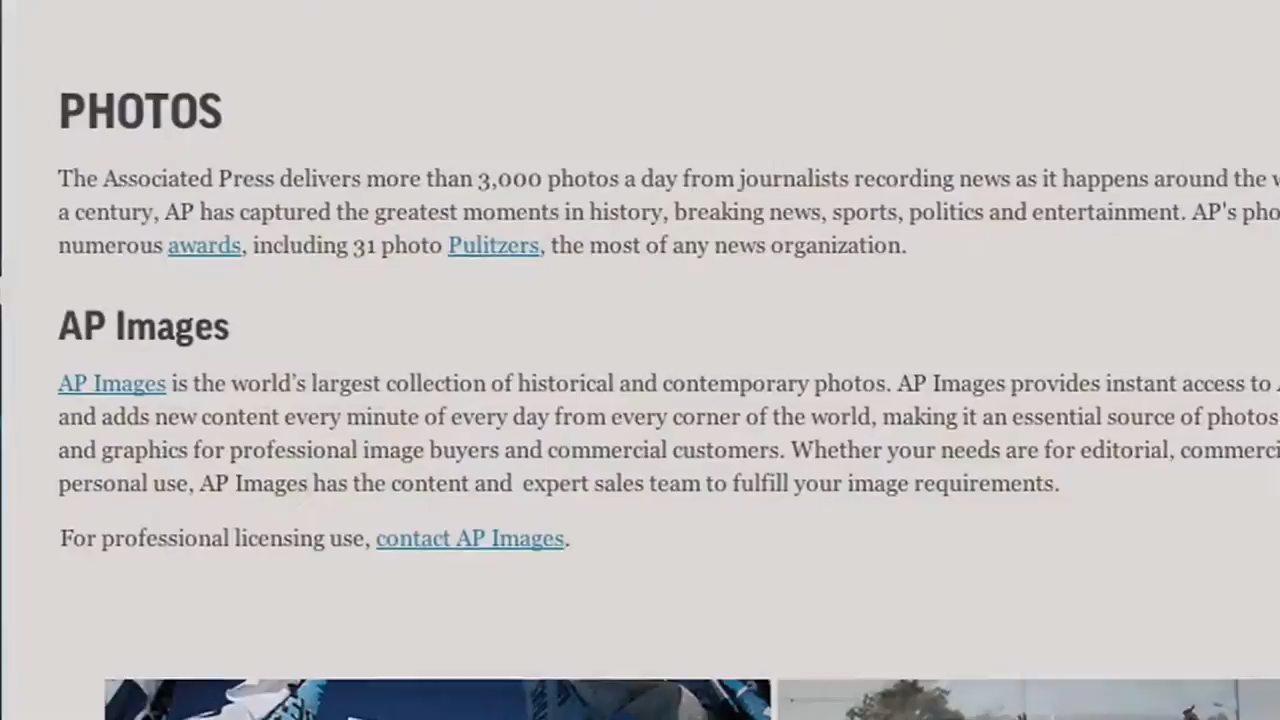 PHOTOS
The Associated Press delivers more than 3,000 photos a day from journalists recording news as it happens around the
a century, AP has captured the greatest moments in history, breaking news, sports, politics and entertainment. AP's
numerous awards, including 31 photo Pulitzers, the most of any news organization.
AP Images
AP Images is the world’s largest collection of historical and contemporary photos. AP Images provides instant access to
and adds new content every minute of every day from every corner of the world, making it an essential source of photos
and graphics for professional image buyers and commercial customers. Whether your needs are for editorial,
personal use, AP Images has the content and expert sales team to fulfill your image requirements.
For professional licensing use, contact AP Images.